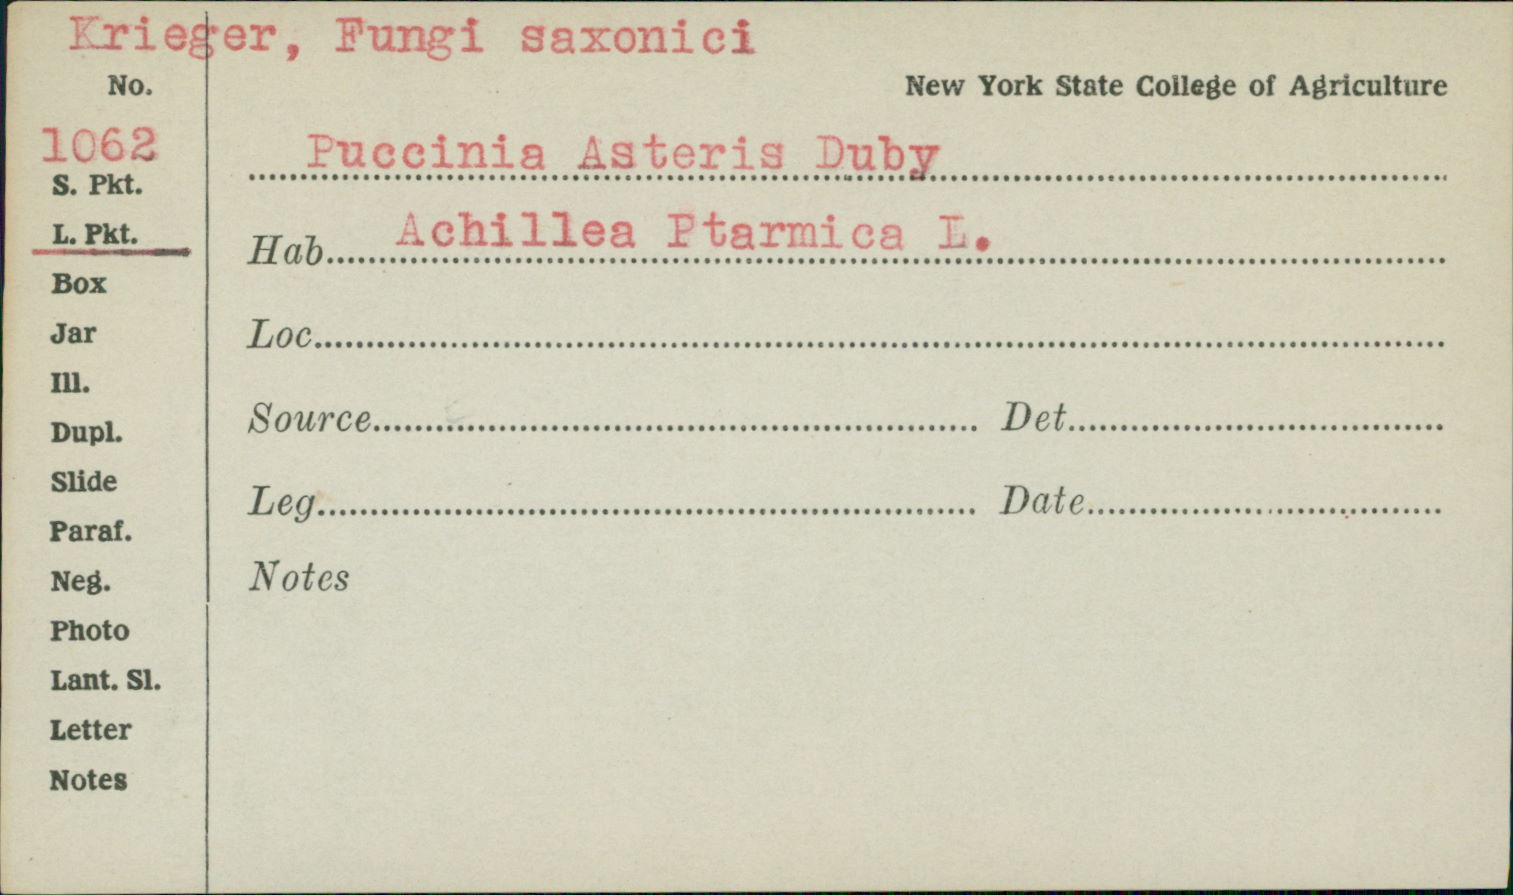 Krieger, Fungi saxonici
No.
New York State College of Agriculture
1062
Puccinia Asteris Duby
S. Pkt.
L. Pkt.
Hab. Achillea Ptarmica L.
Box
Jar
Loc.
Ill.
Dupl.
Source Det.
Slide
Leg. Date
Paraf.
Neg.
Notes
Photo
Lant. Sl.
Letter
Notes